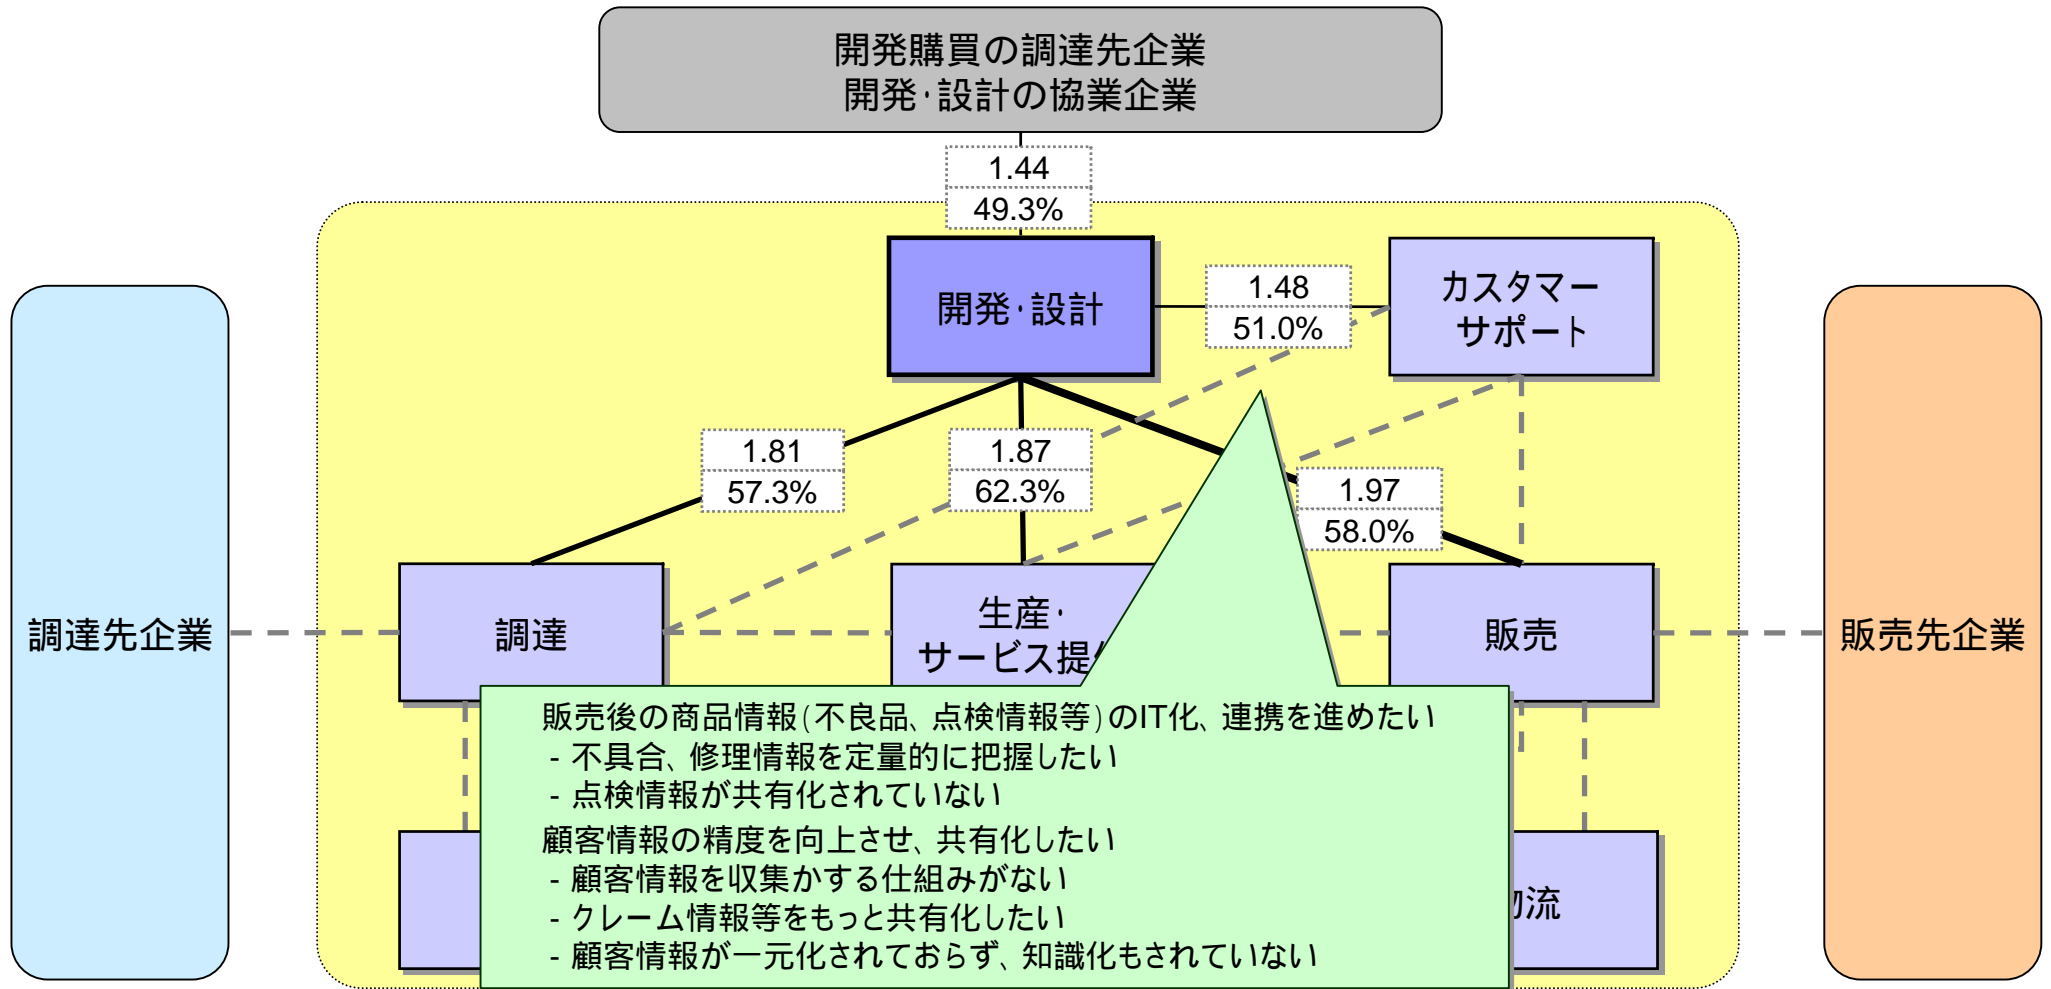 開発購買の調達先企業
開発・設計の協業企業
1.44
49.3%
開発・設計
1.48
51.0%
カスタマー
サポート
1.81
57.3%
1.87
62.3%
1.97
58.0%
調達先企業
調達
生産・
サービス提
販売
販売先企業
販売後の商品情報(不良品、点検情報等)のIT化、連携を進めたい
- 不具合、修理情報を定量的に把握したい
- 点検情報が共有化されていない
顧客情報の精度を向上させ、共有化したい
- 顧客情報を収集かする仕組みがない
- クレーム情報等をもっと共有化したい
- 顧客情報が一元化されておらず、知識化もされていない
流